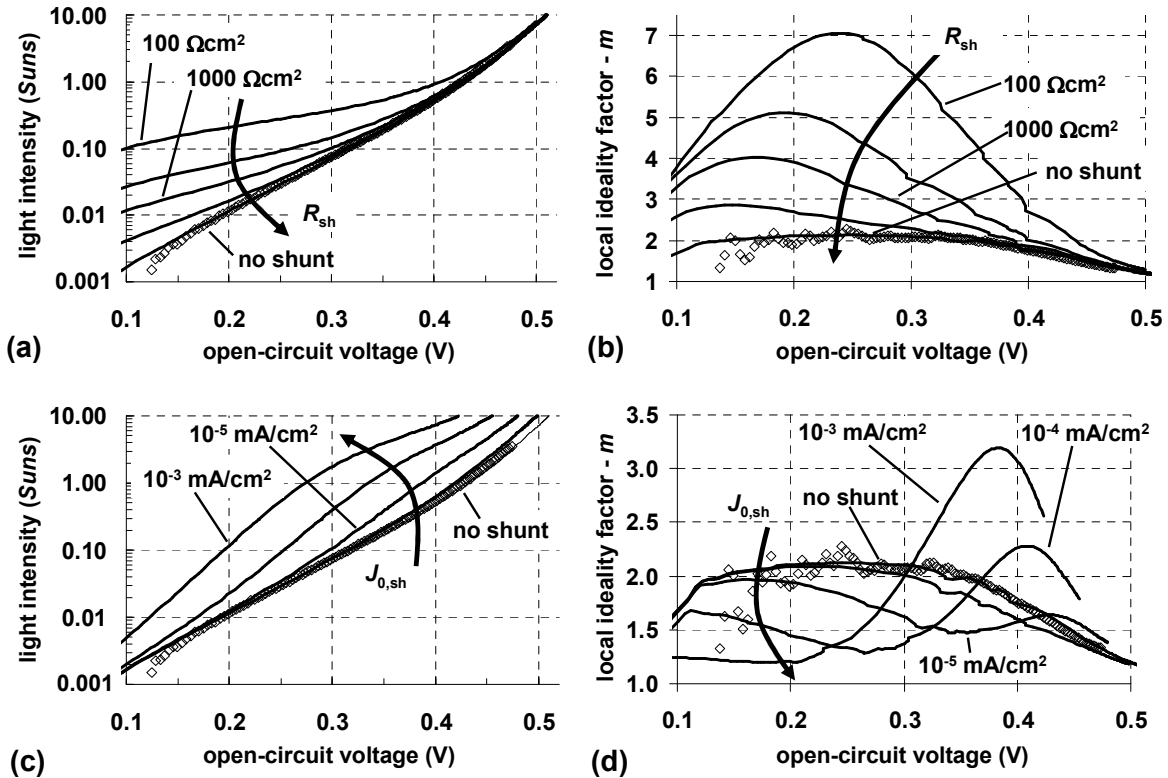 light intensity (Suns)
10.00
1.00
0.10
0.01
0.001
100 Ωcm²
1000 Ωcm²
Rsh
no shunt
0.1 0.2 0.3 0.4 0.5
open-circuit voltage (V)
(a)
local ideality factor - m
7
6
5
4
3
2
1
Rsh
100 Ωcm²
1000 Ωcm²
no shunt
0.1 0.2 0.3 0.4 0.5
open-circuit voltage (V)
(b)
light intensity (Suns)
10.00
1.00
0.10
0.01
0.001
10⁻⁵ mA/cm²
10⁻³ mA/cm²
no shunt
J0,sh
0.1 0.2 0.3 0.4 0.5
open-circuit voltage (V)
(c)
local ideality factor - m
3.5
3.0
2.5
2.0
1.5
1.0
10⁻³ mA/cm²
10⁻⁴ mA/cm²
no shunt
J0,sh
10⁻⁵ mA/cm²
0.1 0.2 0.3 0.4 0.5
open-circuit voltage (V)
(d)